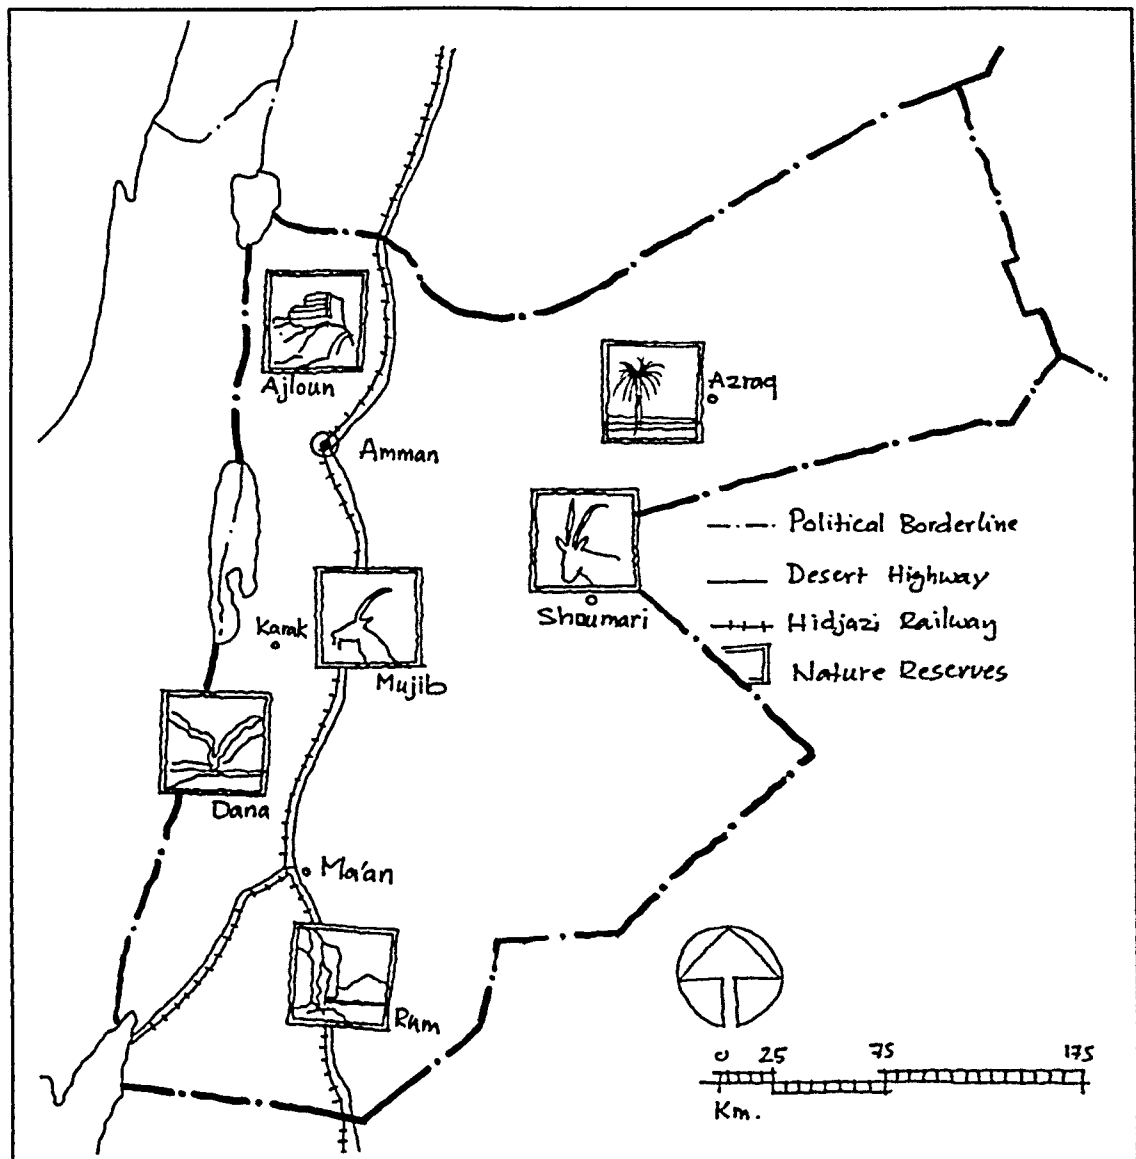 Ajloun
Azraq
Amman
Political Borderline
Desert Highway
Shoumari
Hidjazi Railway
Karak
Nature Reserves
Mujib
Dana
Ma'an
Rum
0 25 75 175
Km.